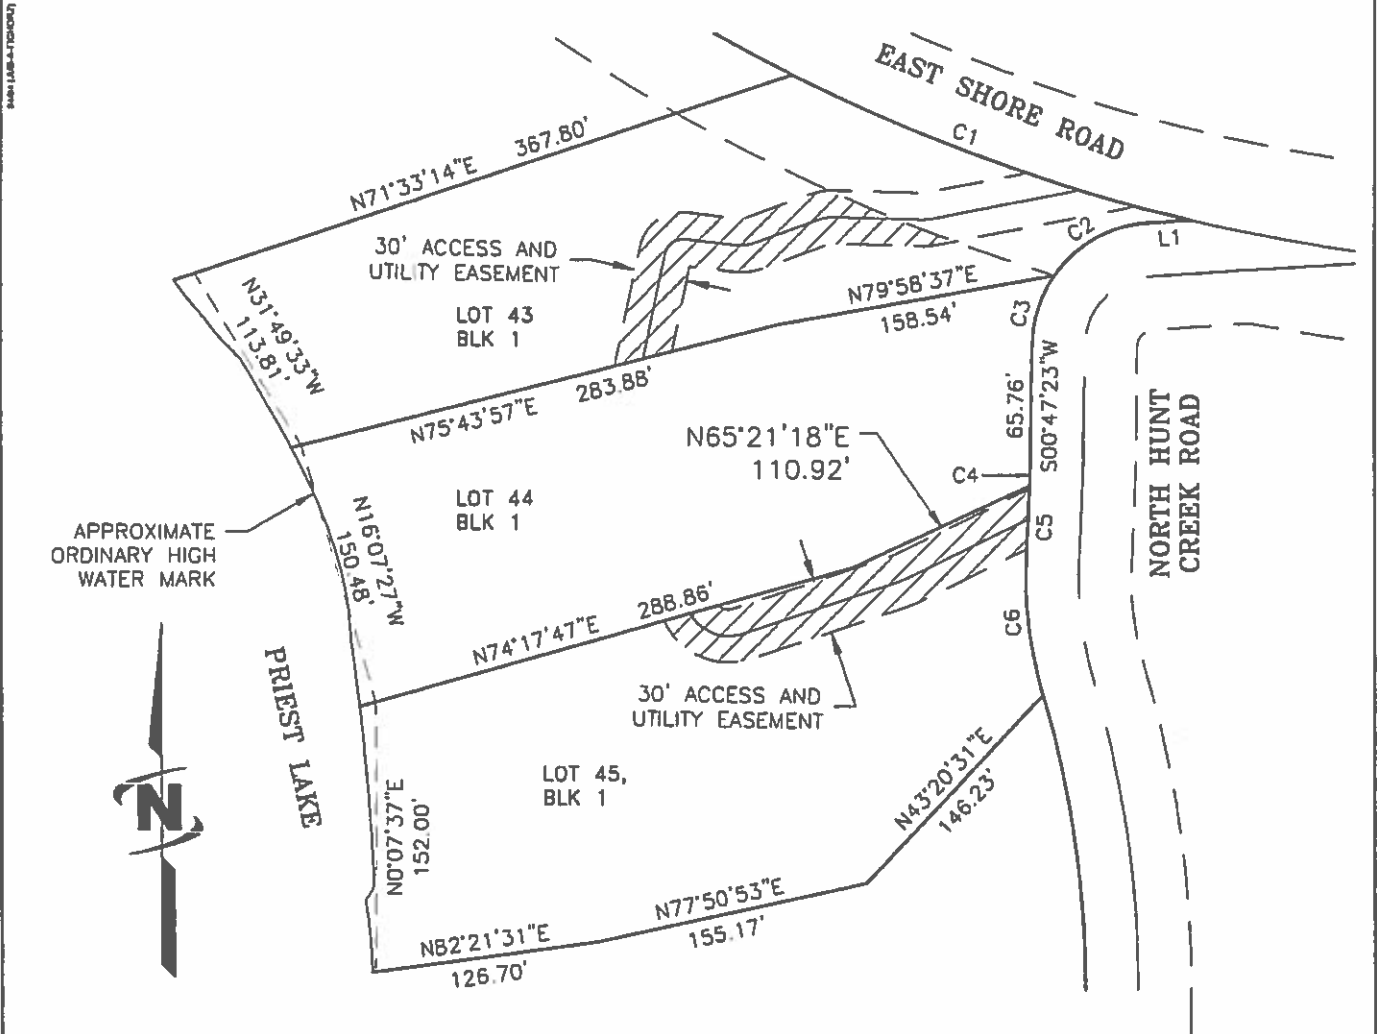 EAST SHORE ROAD
C1
367.80'
N71°33'14"E
30' ACCESS AND
UTILITY EASEMENT
C2
L1
N31°49'33"W
113.81'
LOT 43
BLK 1
N79°58'37"E
158.54'
C3
283.88'
N75°43'57"E
65.76'
S00°47'23"W
NORTH HUNT
CREEK ROAD
N65°21'18"E
110.92'
C4
LOT 44
BLK 1
APPROXIMATE
ORDINARY HIGH
WATER MARK
N16°07'27"W
150.48'
C5
288.86'
N74°17'47"E
C6
PRIEST LAKE
30' ACCESS AND
UTILITY EASEMENT
N43°20'31"E
146.23'
LOT 45,
BLK 1
N
N0°07'37"E
152.00'
N77°50'53"E
155.17'
N82°21'31"E
126.70'